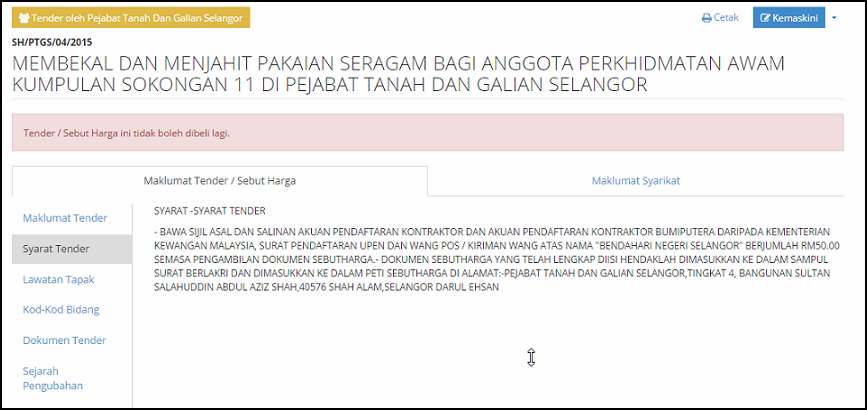 Tender oleh Pejabat Tanah Dan Galian Selangor
Cetak
Kemaskini
SH/PTGS/04/2015
MEMBEKAL DAN MENJAHIT PAKAIAN SERAGAM BAGI ANGGOTA PERKHIDMATAN AWAM
KUMPULAN SOKONGAN 11 DI PEJABAT TANAH DAN GALIAN SELANGOR
Tender / Sebut Harga ini tidak boleh dibeli lagi.
Maklumat Tender / Sebut Harga
Maklumat Syarikat
Maklumat Tender
Syarat Tender
Lawatan Tapak
Kod-Kod Bidang
Dokumen Tender
Sejarah
Pengubahan
SYARAT -SYARAT TENDER
- BAWA SIJIL ASAL DAN SALINAN AKUAN PENDAFTARAN KONTRAKTOR DAN AKUAN PENDAFTARAN KONTRAKTOR BUMIPUTERA DARIPADA KEMENTERIAN
KEWANGAN MALAYSIA, SURAT PENDAFTARAN UPEN DAN WANG POS / KIRIMAN WANG ATAS NAMA "BENDAHARI NEGERI SELANGOR" BERJUMLAH RM50.00
SEMASA PENGAMBILAN DOKUMEN SEBUTHARGA.- DOKUMEN SEBUTHARGA YANG TELAH LENGKAP DIISI HENDAKLAH DIMASUKKAN KE DALAM SAMPUL
SURAT BERLAKRI DAN DIMASUKKAN KE DALAM PETI SEBUTHARGA DI ALAMAT:-PEJABAT TANAH DAN GALIAN SELANGOR,TINGKAT 4, BANGUNAN SULTAN
SALAHUDDIN ABDUL AZIZ SHAH,40576 SHAH ALAM,SELANGOR DARUL EHSAN